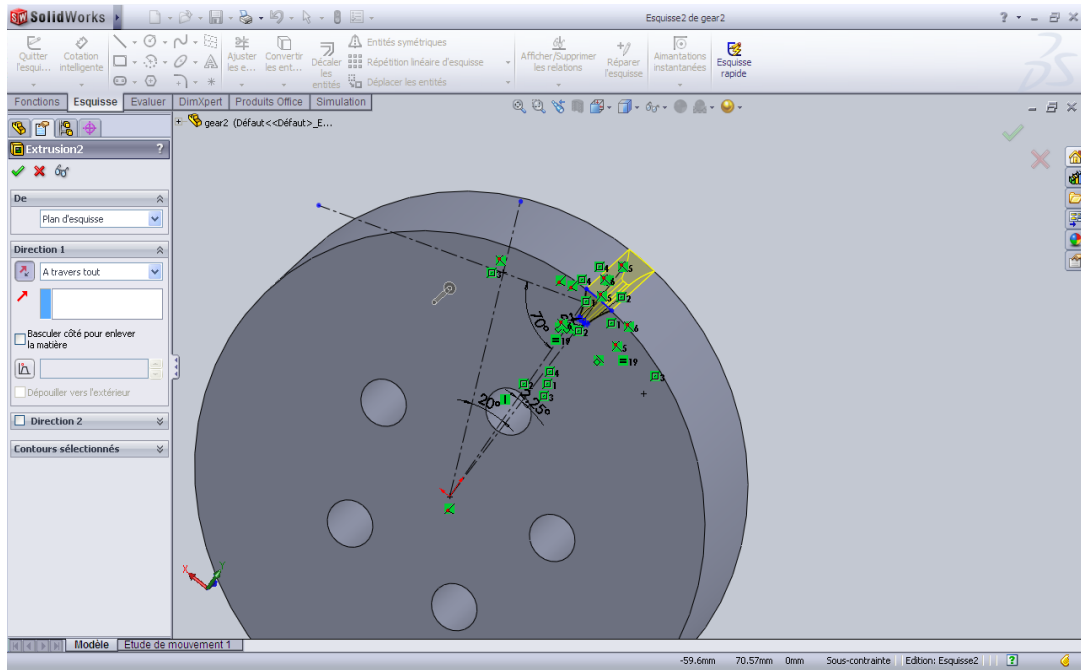 SolidWorks
Esquisse2 de gear2
Quitter l'esqui...
Cotation intelligente
Ajuster les e...
Convertir les ent...
Décaler les entités
Entités symétriques
Répétition linéaire d'esquisse
Déplacer les entités
Afficher/Supprimer les relations
Réparer l'esquisse
Aimantations instantanées
Esquisse rapide
Fonctions
Esquisse
Evaluer
DimXpert
Produits Office
Simulation
gear2 (Défaut<<Défaut>_E...
Extrusion2
?
De
Plan d'esquisse
Direction 1
A travers tout
Basculer côté pour enlever
la matière
Dépouiller vers l'extérieur
Direction 2
Contours sélectionnés
70°
20°
2,25°
X
Y
Modèle
Etude de mouvement 1
-59.6mm 70.57mm 0mm Sous-contrainte Edition: Esquisse2